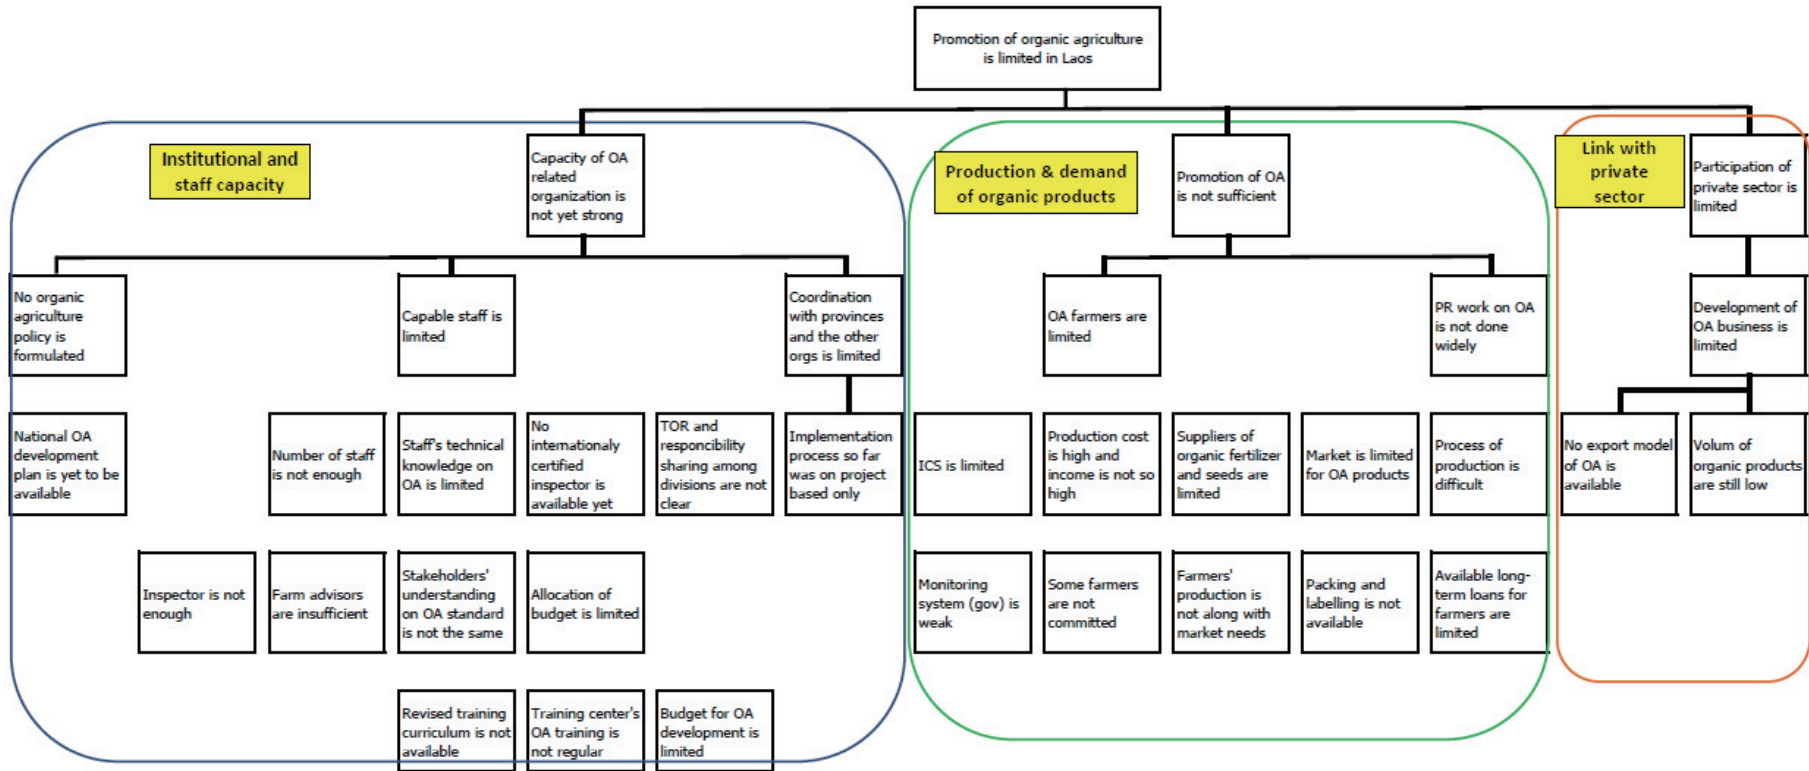 Promotion of organic agriculture
is limited in Laos
Institutional and
staff capacity
Capacity of OA
related
organization is
not yet strong
Production & demand
of organic products
Promotion of OA
is not sufficient
Link with
private
sector
Participation of
private sector is
limited
No organic
agriculture
policy is
formulated
Capable staff is
limited
Coordination
with provinces
and the other
orgs is limited
OA farmers are
limited
PR work on OA
is not done
widely
Development of
OA business is
limited
National OA
development
plan is yet to be
available
Number of staff
is not enough
Staff's technical
knowledge on
OA is limited
No
internationaly
certified
inspector is
available yet
TOR and
responcibility
sharing among
divisions are not
clear
Implementation
process so far
was on project
based only
ICS is limited
Production cost
is high and
income is not so
high
Suppliers of
organic fertilizer
and seeds are
limited
Market is limited
for OA products
Process of
production is
difficult
No export model
of OA is
available
Volum of
organic products
are still low
Inspector is not
enough
Farm advisors
are insufficient
Stakeholders'
understanding
on OA standard
is not the same
Allocation of
budget is limited
Monitoring
system (gov) is
weak
Some farmers
are not
committed
Farmers'
production is
not along with
market needs
Packing and
labelling is not
available
Available long-
term loans for
farmers are
limited
Revised training
curriculum is not
available
Training center's
OA training is
not regular
Budget for OA
development is
limited